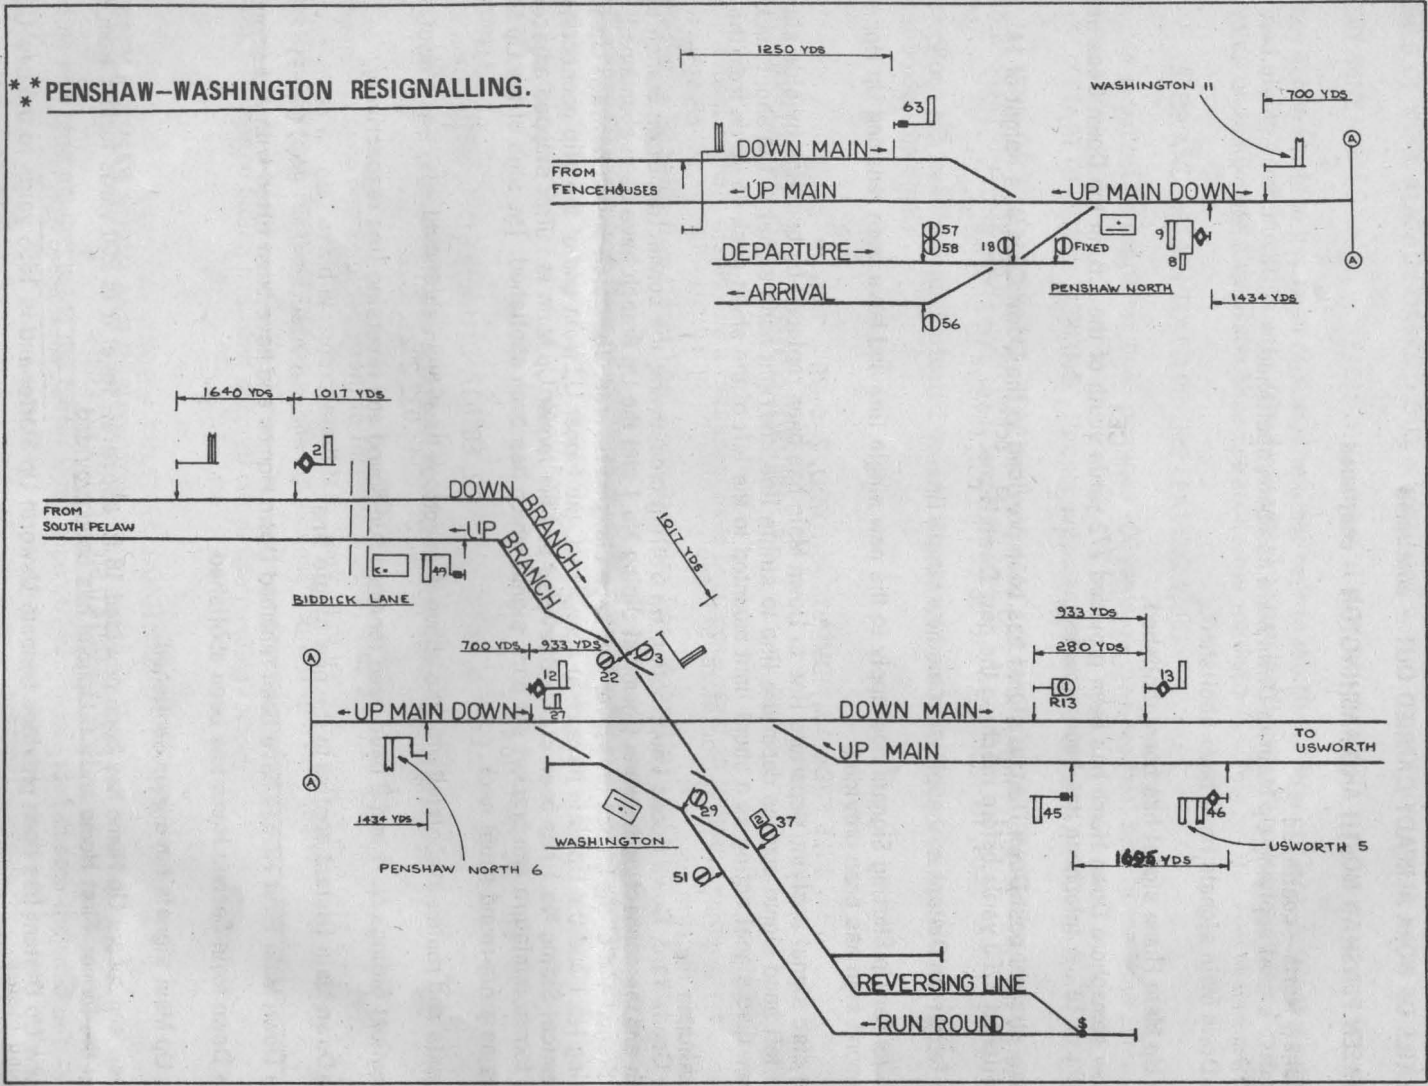 *** PENSHAW–WASHINGTON RESIGNALLING.
1250 YDS
WASHINGTON 11
700 YDS
63
DOWN MAIN→
FROM
FENCEHOUSES
←UP MAIN
←UP MAIN DOWN→
A
57
58
18
FIXED
9
8
DEPARTURE→
PENSHAW NORTH
A
←ARRIVAL
1434 YDS
56
1640 YDS
1017 YDS
2
DOWN
BRANCH→
FROM
SOUTH PELAW
←UP
BRANCH
49
BIDDICK LANE
1017 YDS
3
22
A
700 YDS
933 YDS
12
27
←UP MAIN DOWN→
DOWN MAIN→
UP MAIN
933 YDS
280 YDS
R13
13
TO
USWORTH
A
1434 YDS
PENSHAW NORTH 6
WASHINGTON
29
2
37
51
45
46
USWORTH 5
1695 YDS
REVERSING LINE
←RUN ROUND
$